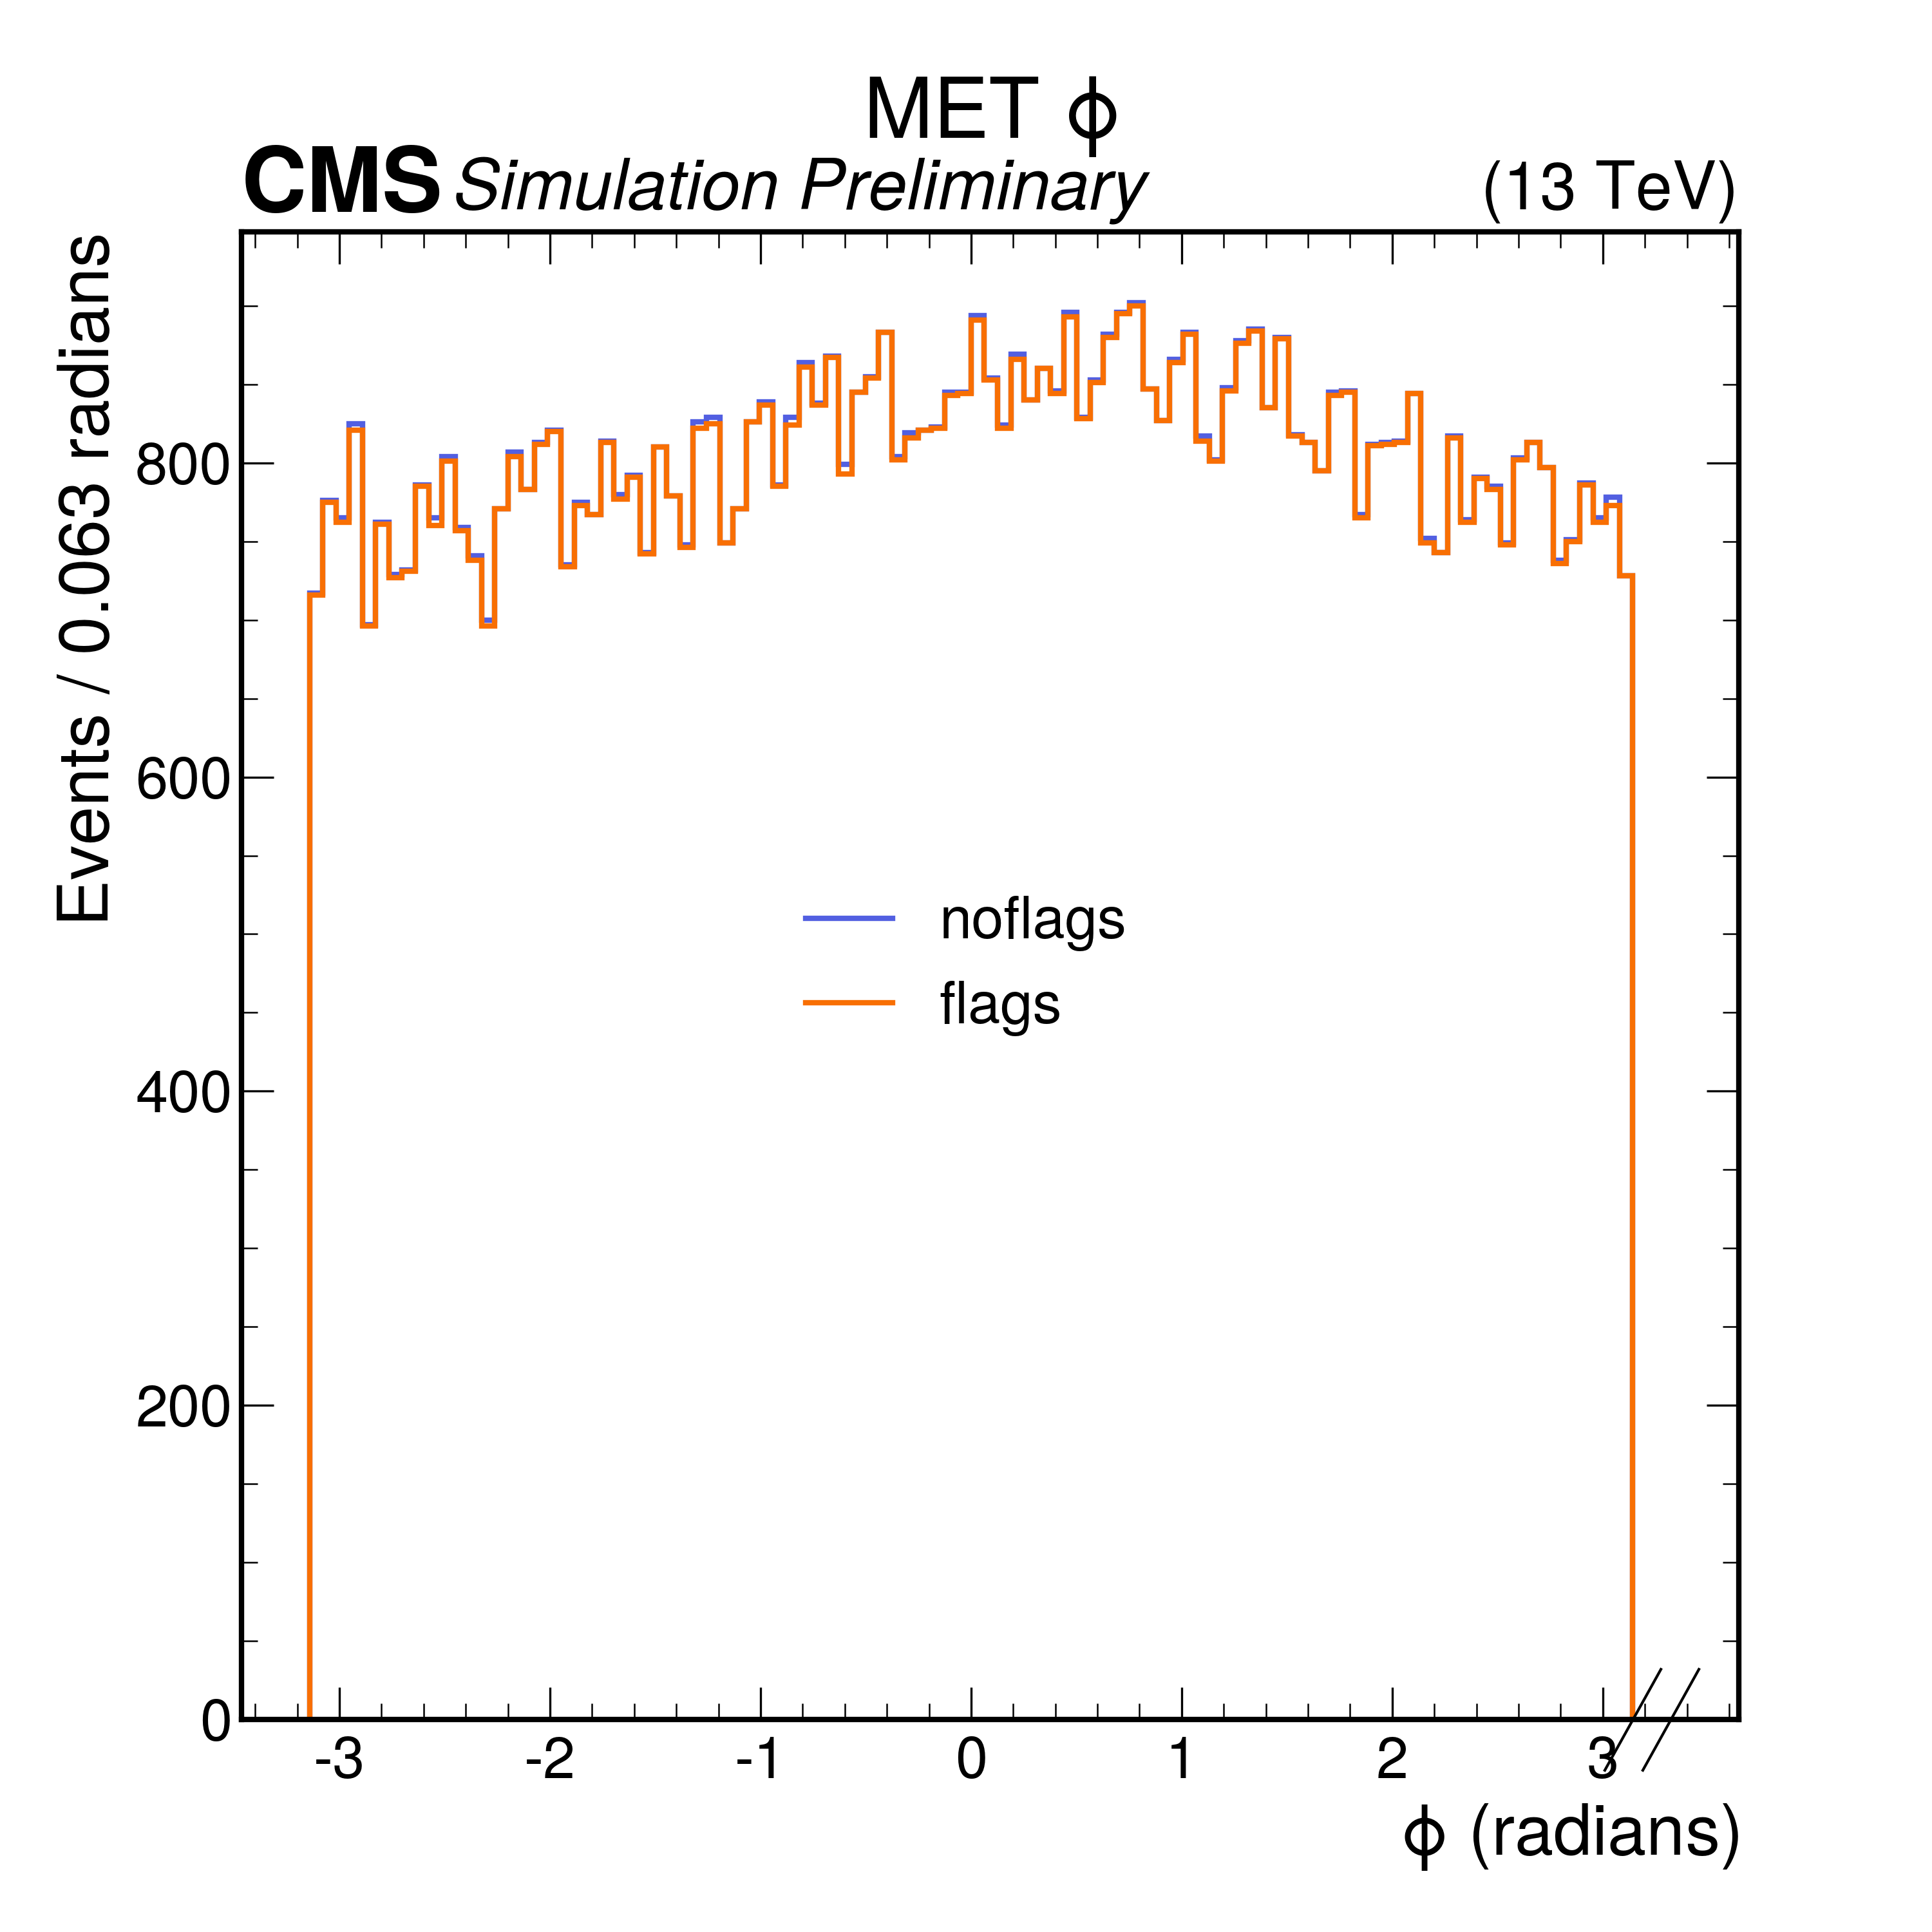 MET ϕ
CMS Simulation Preliminary (13 TeV)
Events / 0.063 radians
800
600
400
200
0
noflags
flags
-3 -2 -1 0 1 2 3
ϕ (radians)